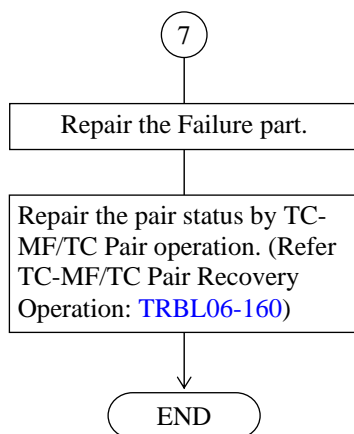 7
Repair the Failure part.
Repair the pair status by TC-
MF/TC Pair operation. (Refer
TC-MF/TC Pair Recovery
Operation: TRBL06-160)
END